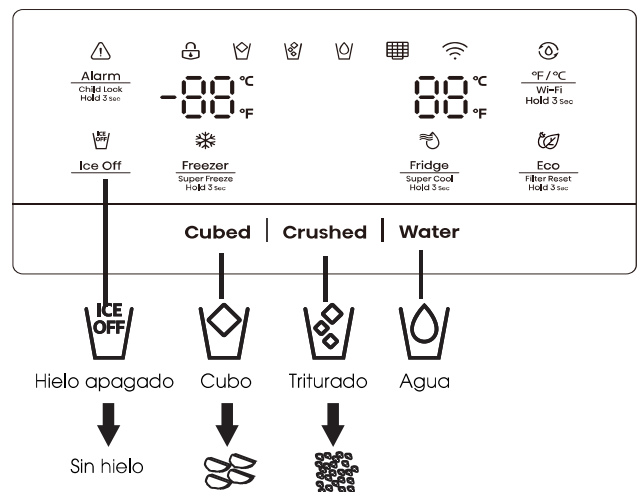 Alarm
Child Lock
Hold 3 sec
-88 °C
°F
88 °C
°F
°F/°C
Wi-Fi
Hold 3 sec
ICE
OFF
Ice Off
Freezer
Super Freeze
Hold 3 Sec
Fridge
Super Cool
Hold 3 sec
Eco
Filter Reset
Hold 3 sec
Cubed | Crushed | Water
ICE
OFF
Hielo apagado Cubo Triturado Agua
Sin hielo